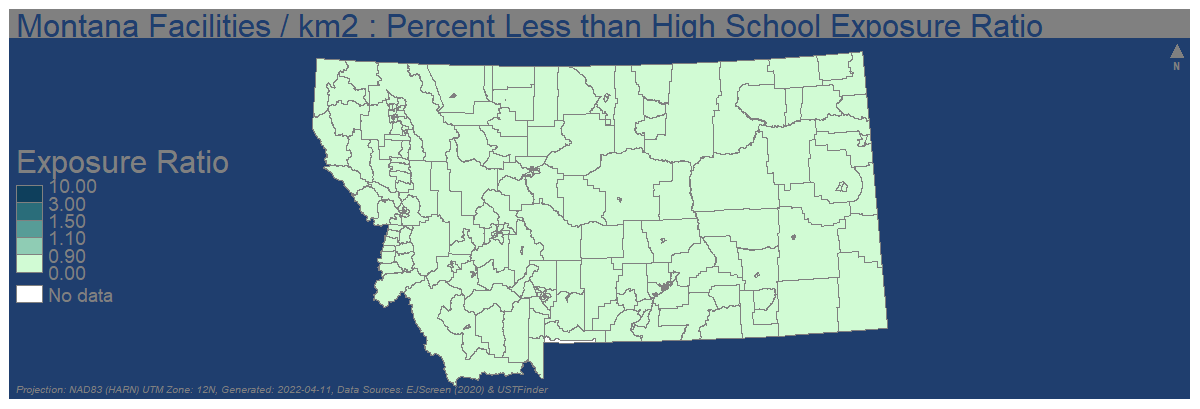 Montana Facilities / km2 : Percent Less than High School Exposure Ratio
N
Exposure Ratio
10.00
3.00
1.50
1.10
0.90
0.00
No data
Projection: NAD83 (HARN) UTM Zone: 12N, Generated: 2022-04-11, Data Sources: EJScreen (2020) & USTFinder